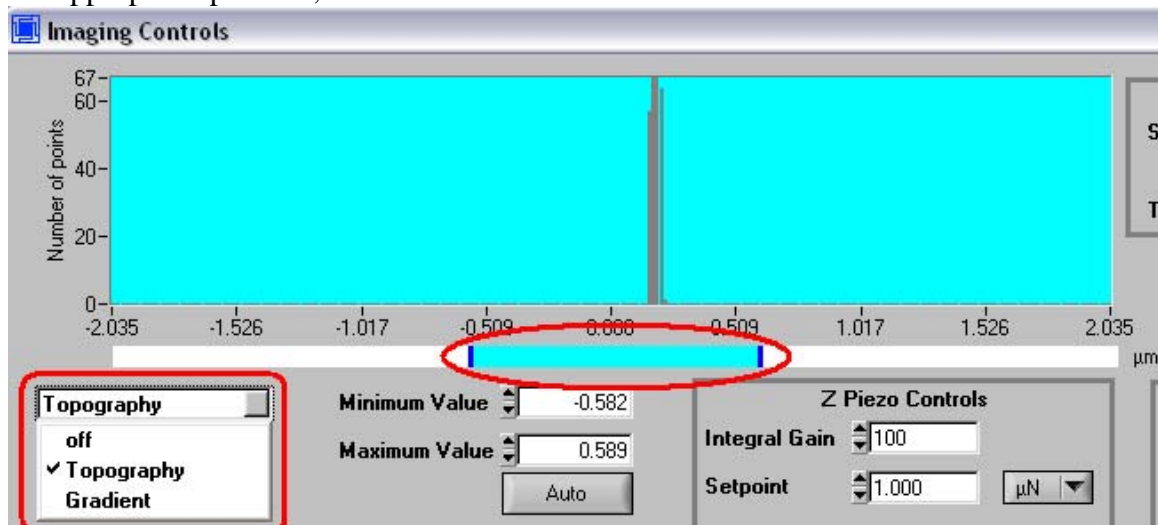 Imaging Controls
67
60
40
20
0
Number of points
-2.035 -1.526 -1.017 -0.509 0.000 0.509 1.017 1.526 2.035
µm
Topography
off
✓ Topography
Gradient
Minimum Value -0.582
Maximum Value 0.589
Auto
Z Piezo Controls
Integral Gain 100
Setpoint 1.000 µN
S
T